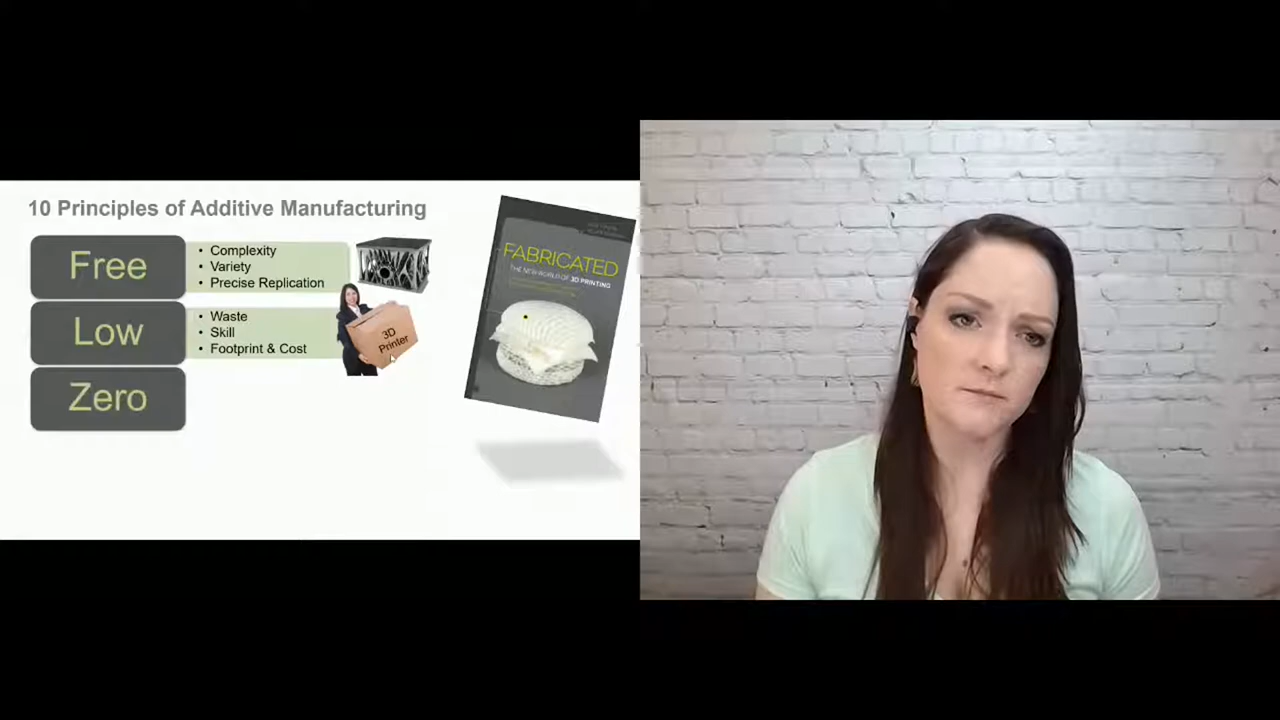 10 Principles of Additive Manufacturing
Free
• Complexity
• Variety
• Precise Replication
Low
• Waste
• Skill
• Footprint & Cost
Zero
3D
Printer
FABRICATED
THE NEW WORLD OF 3D PRINTING